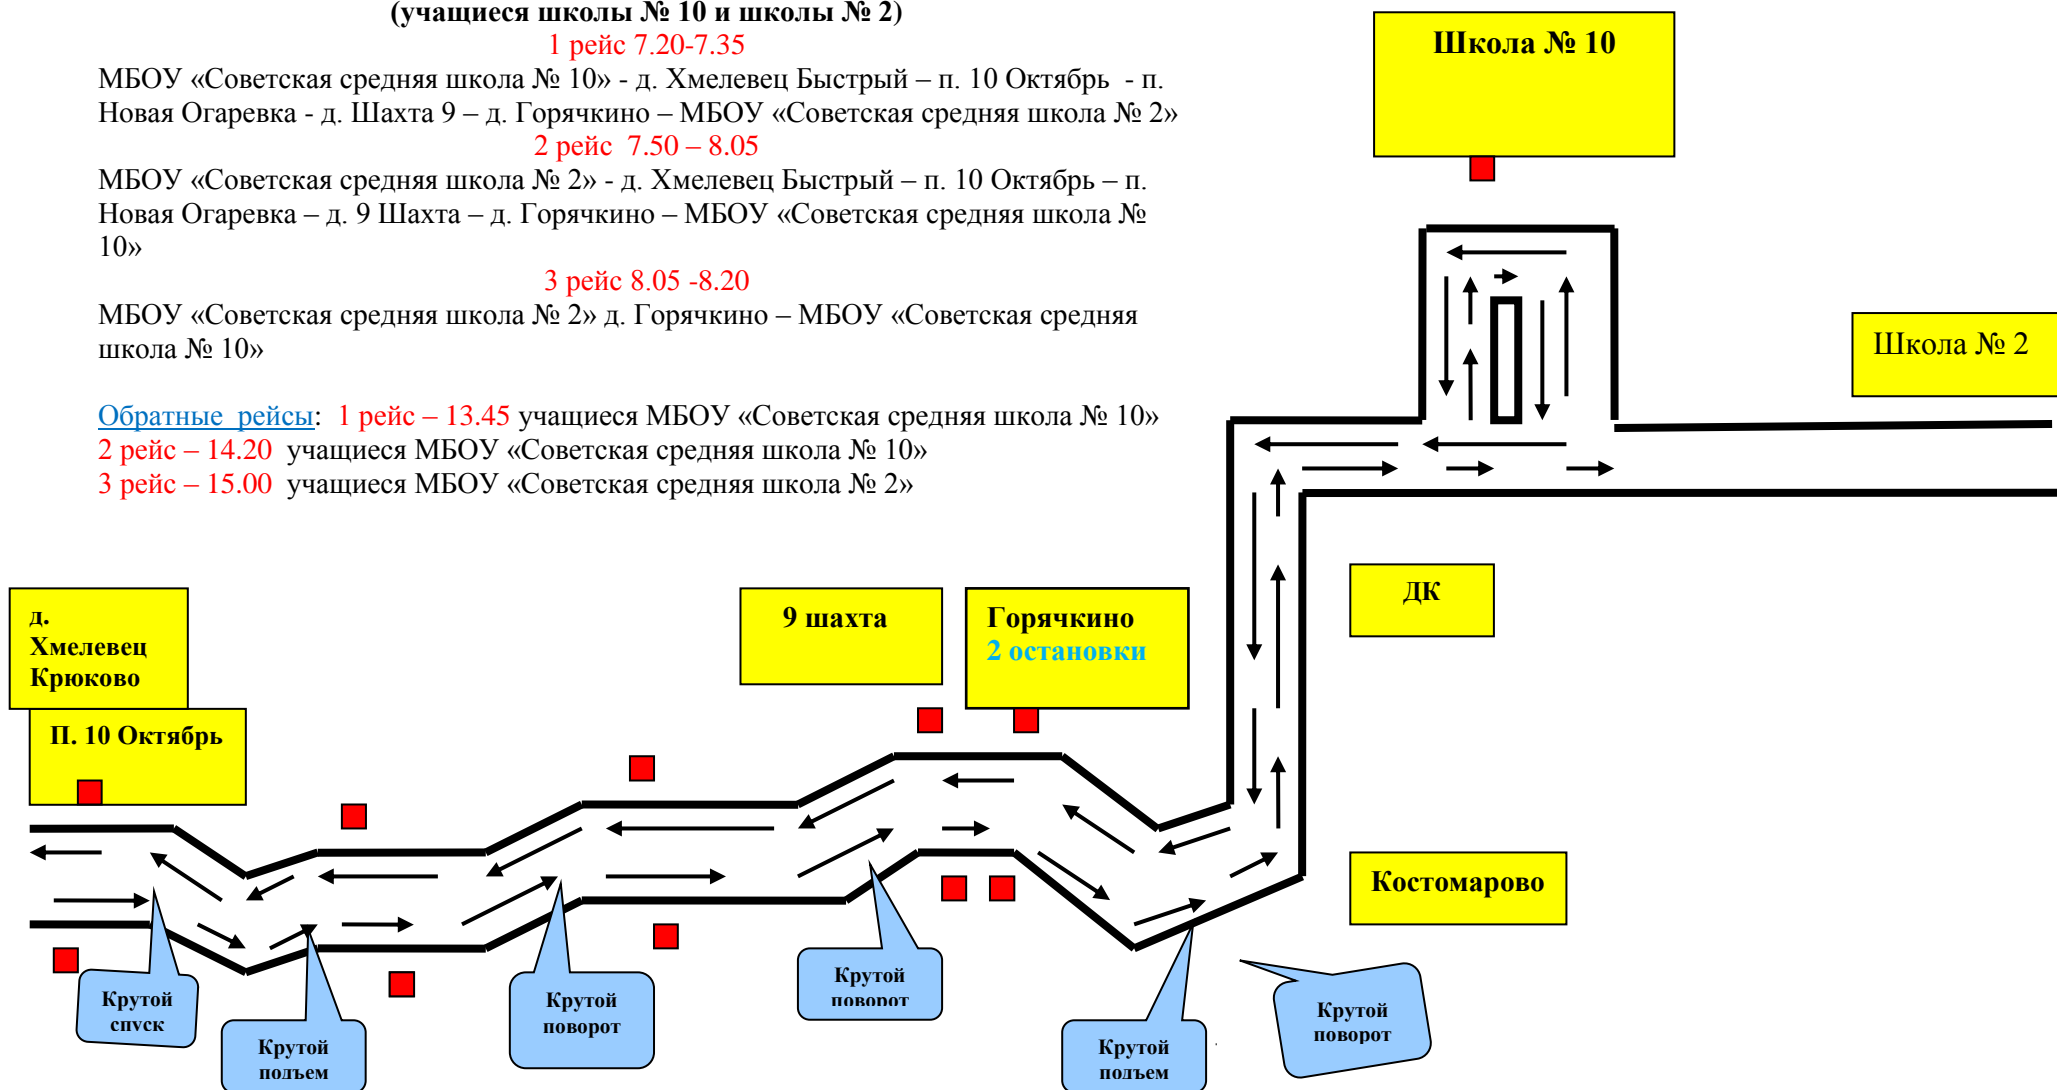 (учащиеся школы № 10 и школы № 2)
1 рейс 7.20-7.35
МБОУ «Советская средняя школа № 10» - д. Хмелевец Быстрый – п. 10 Октябрь - п.
Новая Огаревка - д. Шахта 9 – д. Горячкино – МБОУ «Советская средняя школа № 2»
2 рейс 7.50 – 8.05
МБОУ «Советская средняя школа № 2» - д. Хмелевец Быстрый – п. 10 Октябрь – п.
Новая Огаревка – д. 9 Шахта – д. Горячкино – МБОУ «Советская средняя школа №
10»
3 рейс 8.05 -8.20
МБОУ «Советская средняя школа № 2» д. Горячкино – МБОУ «Советская средняя
школа № 10»
Обратные рейсы: 1 рейс – 13.45 учащиеся МБОУ «Советская средняя школа № 10»
2 рейс – 14.20 учащиеся МБОУ «Советская средняя школа № 10»
3 рейс – 15.00 учащиеся МБОУ «Советская средняя школа № 2»
Школа № 10
Школа № 2
ДК
д.
Хмелевец
Крюково
П. 10 Октябрь
9 шахта
Горячкино
2 остановки
Костомарово
Крутой
спуск
Крутой
подъем
Крутой
поворот
Крутой
поворот
Крутой
подъем
Крутой
поворот